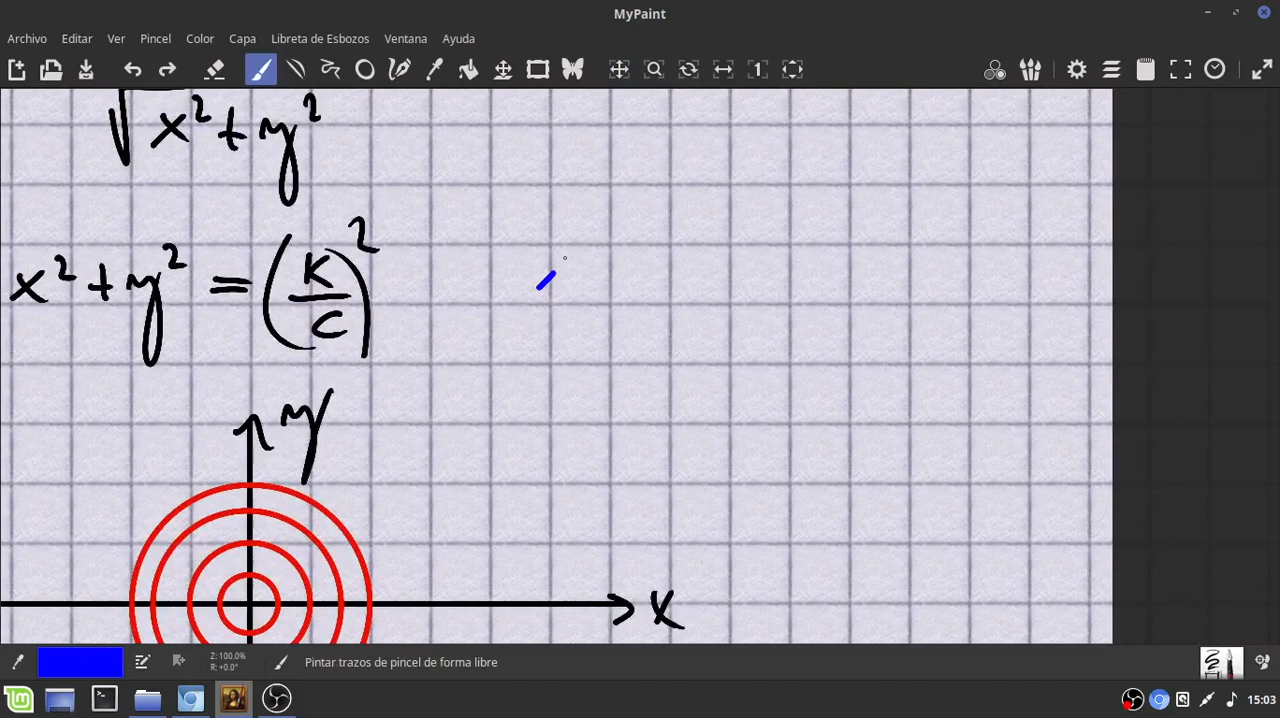 MyPaint
Archivo Editar Ver Pincel Color Capa Libreta de Esbozos Ventana Ayuda
√x²+y²
x²+y² = (K/C)²
y
x
Z: 100.0%
R: +0.0°
Pintar trazos de pincel de forma libre
15:03